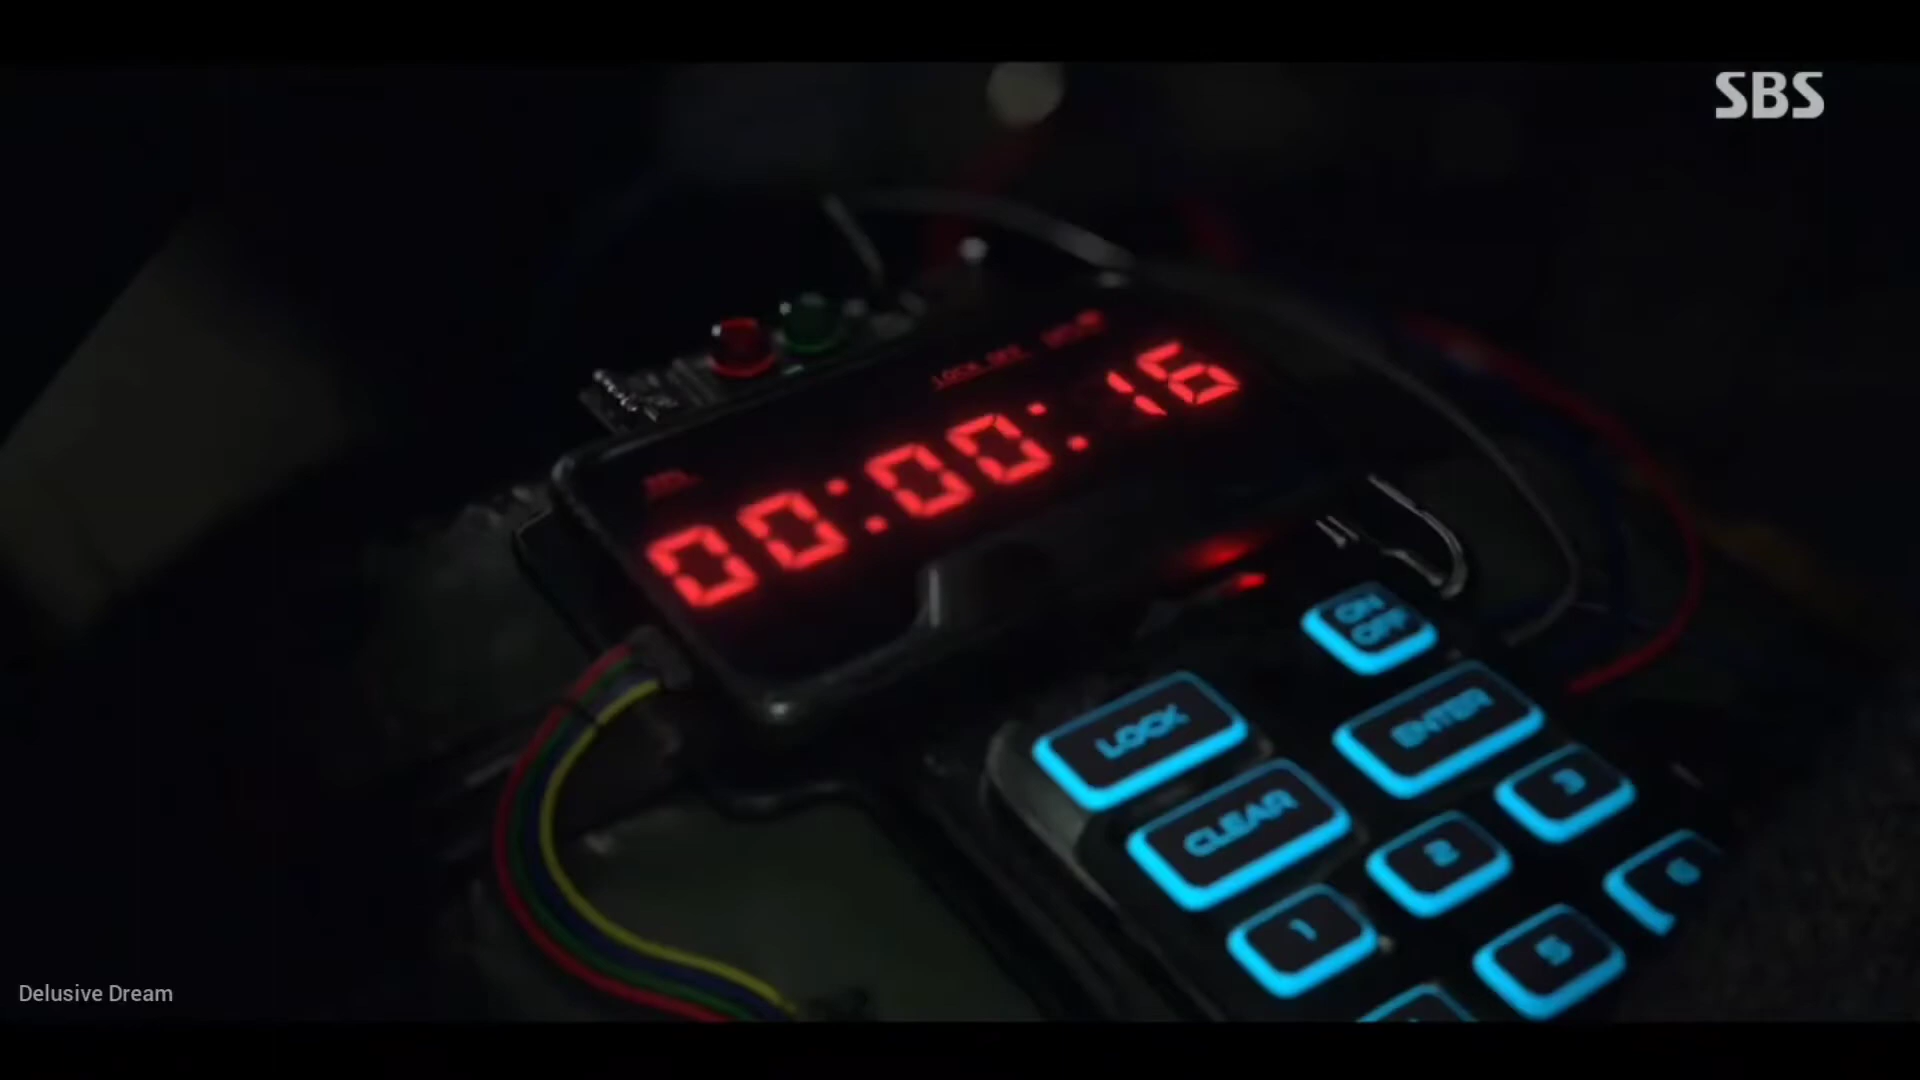 SBS
00:00:16
ON
OFF
LOCK
ENTER
CLEAR
3
2
1
5
Delusive Dream